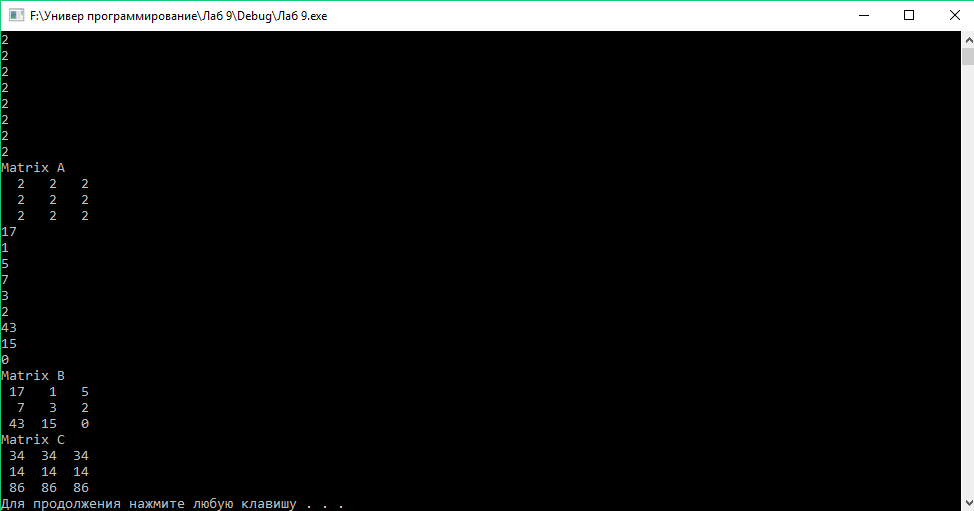 F:\Универ программирование\Лаб 9\Debug\Лаб 9.exe
2
2
2
2
2
2
2
2
Matrix A
  2   2   2
  2   2   2
  2   2   2
17
1
5
7
3
2
43
15
0
Matrix B
 17   1   5
  7   3   2
 43  15   0
Matrix C
 34  34  34
 14  14  14
 86  86  86
Для продолжения нажмите любую клавишу . . .